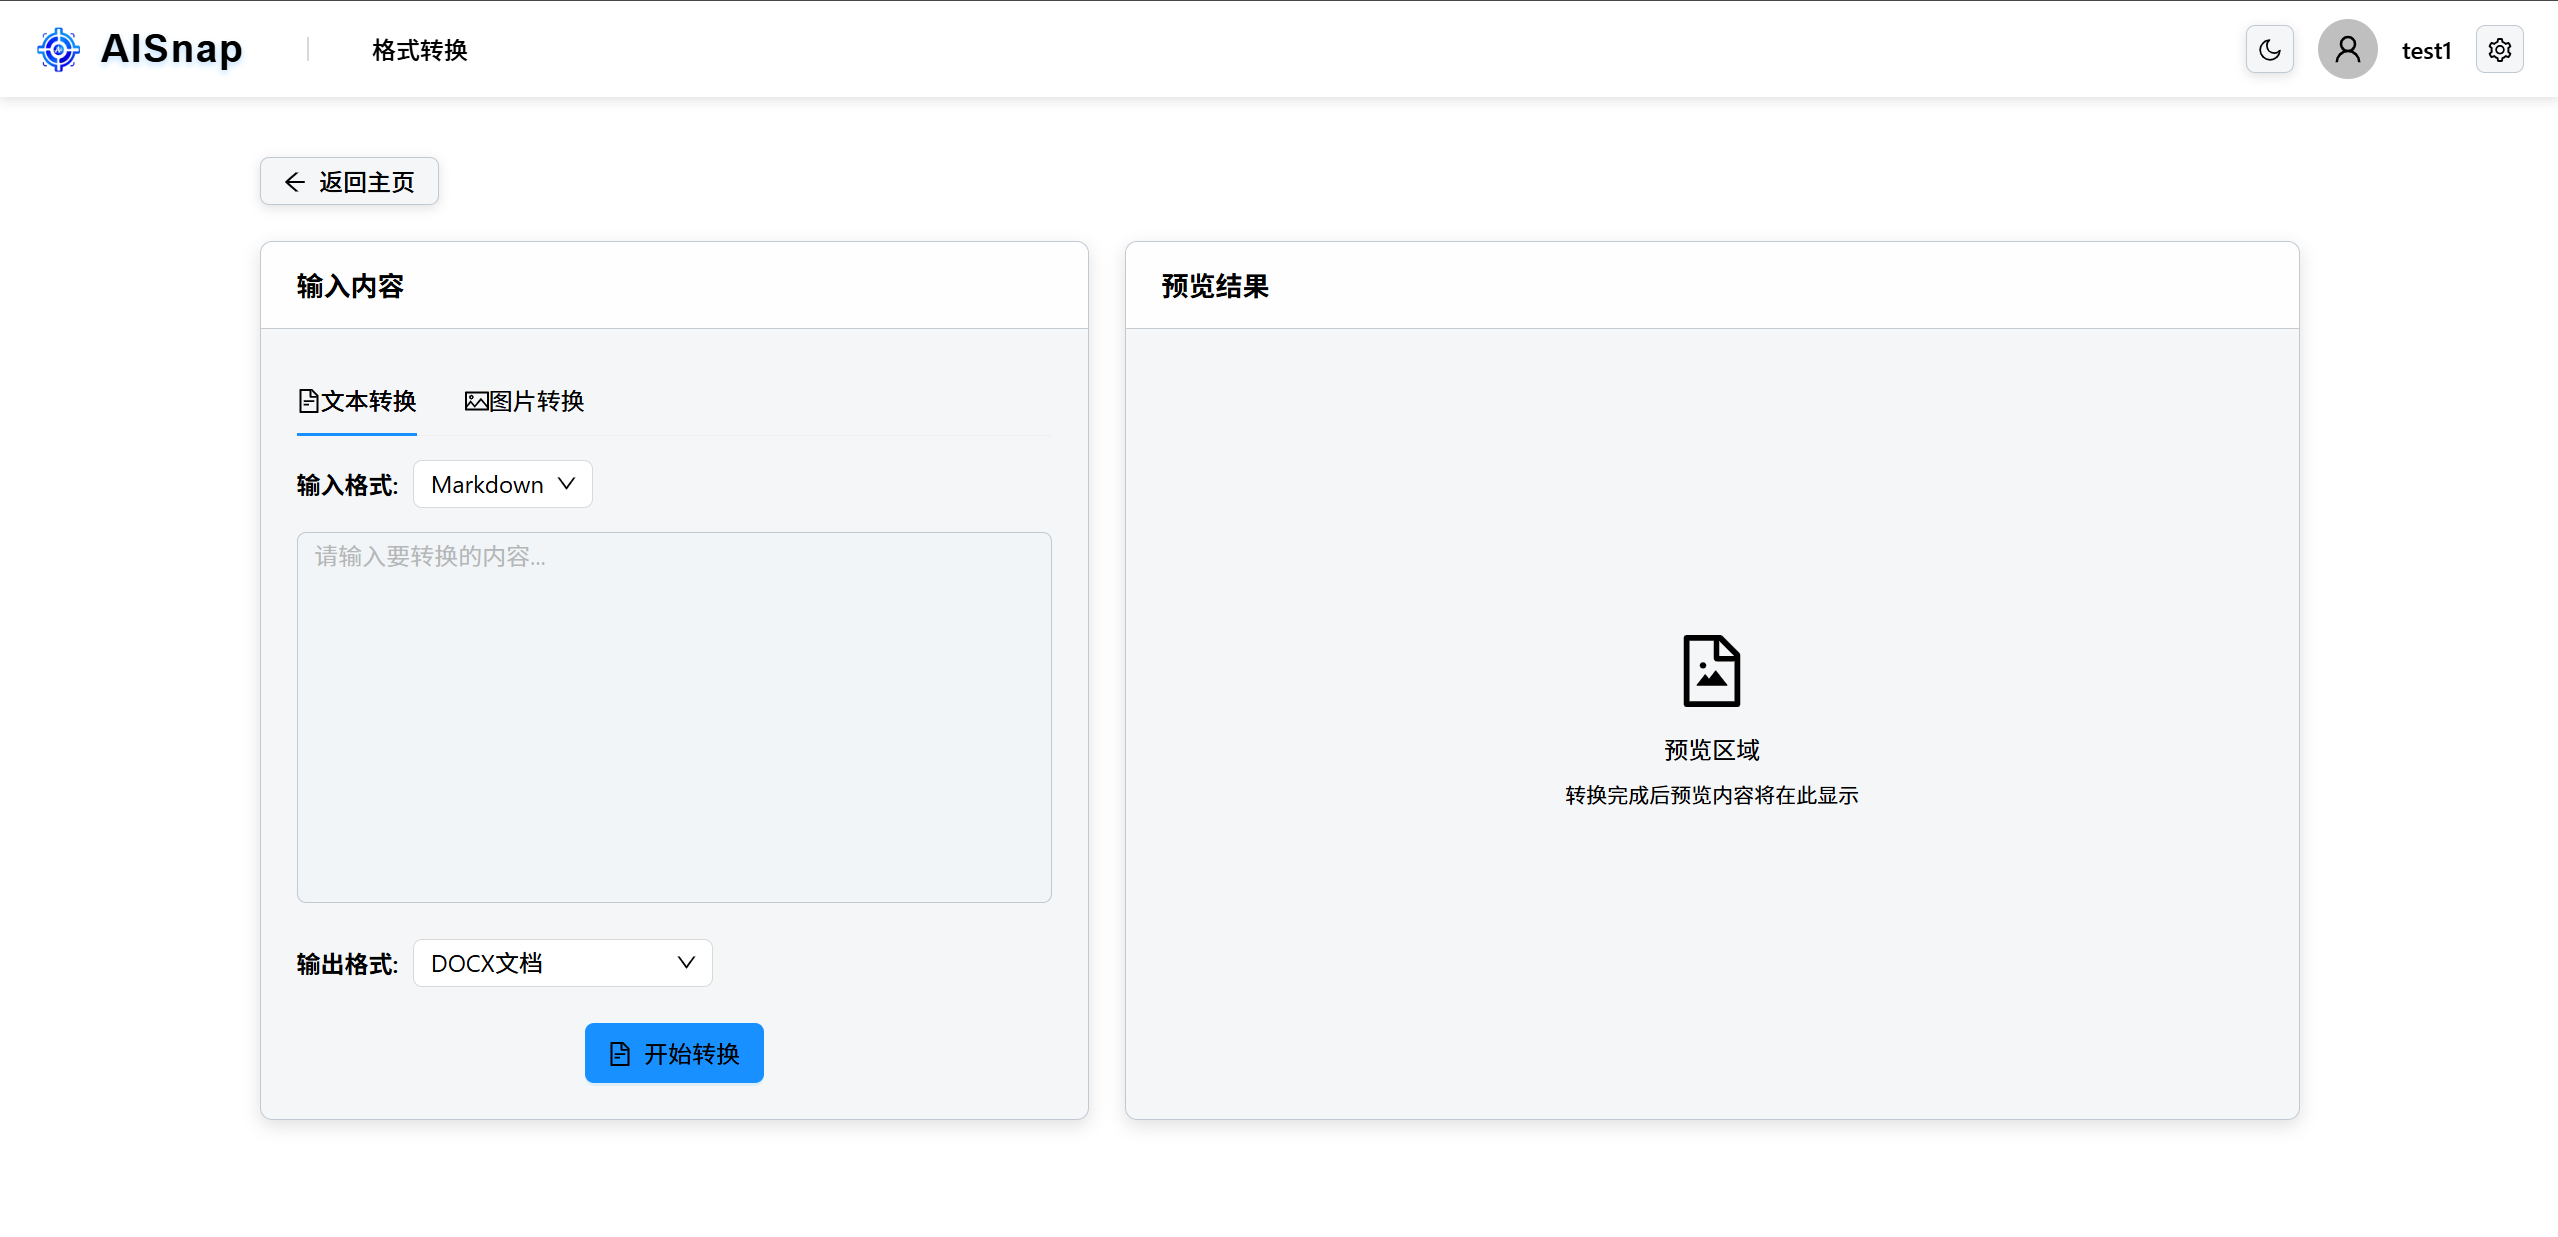 AISnap
格式转换
test1
返回主页
输入内容
文本转换
图片转换
输入格式:
Markdown
请输入要转换的内容...
输出格式:
DOCX文档
开始转换
预览结果
预览区域
转换完成后预览内容将在此显示